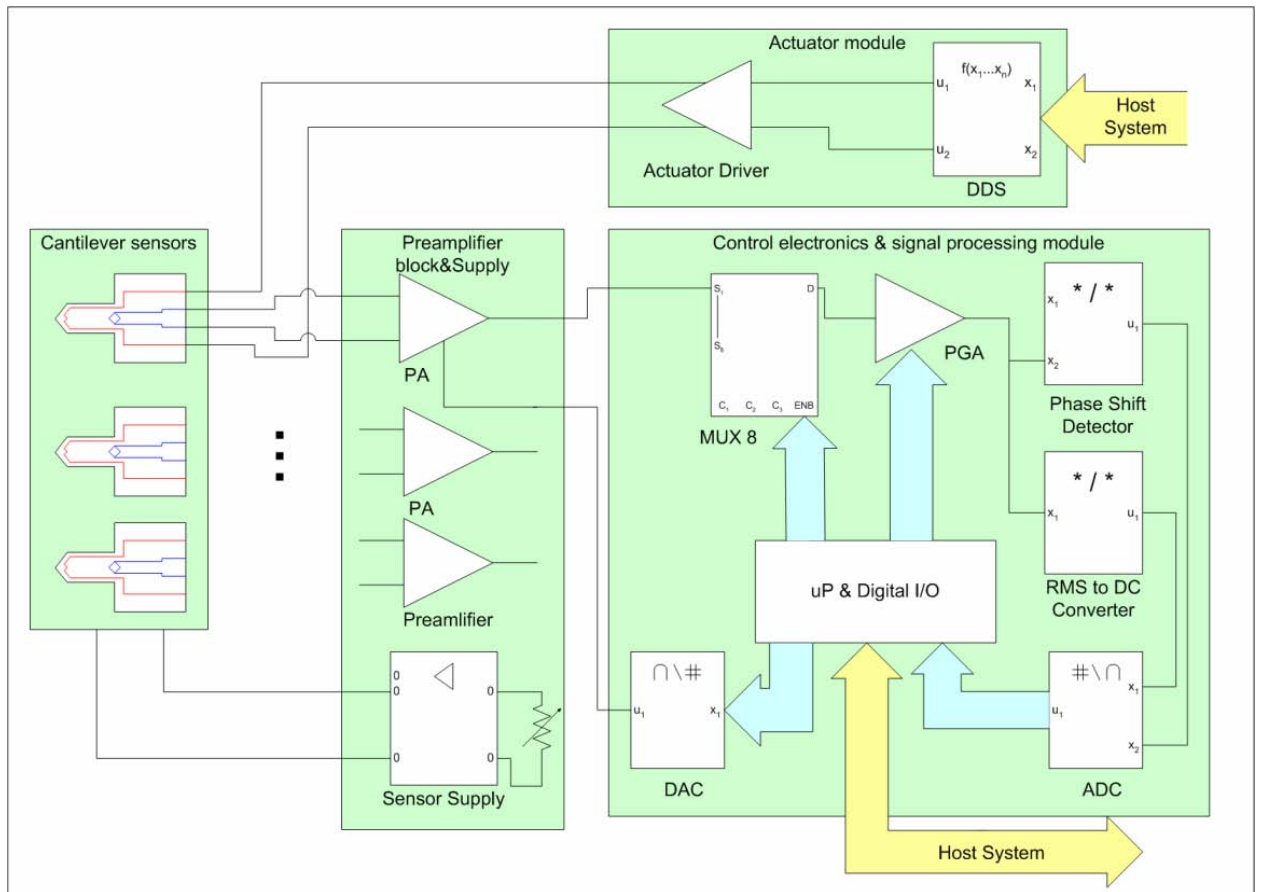 Actuator module
f(x1...xn)
u1
x1
u2
x2
DDS
Actuator Driver
Host
System
Cantilever sensors
Preamplifier
block&Supply
PA
PA
Preamlifier
0
0
0
0
0
Sensor Supply
Control electronics & signal processing module
S1
D
S8
C1
C2
C3
ENB
MUX 8
PGA
x1
* / *
u1
x2
Phase Shift
Detector
* / *
x1
u1
RMS to DC
Converter
uP & Digital I/O
∩\#
u1
x1
DAC
#\∩
x1
u1
x2
ADC
Host System